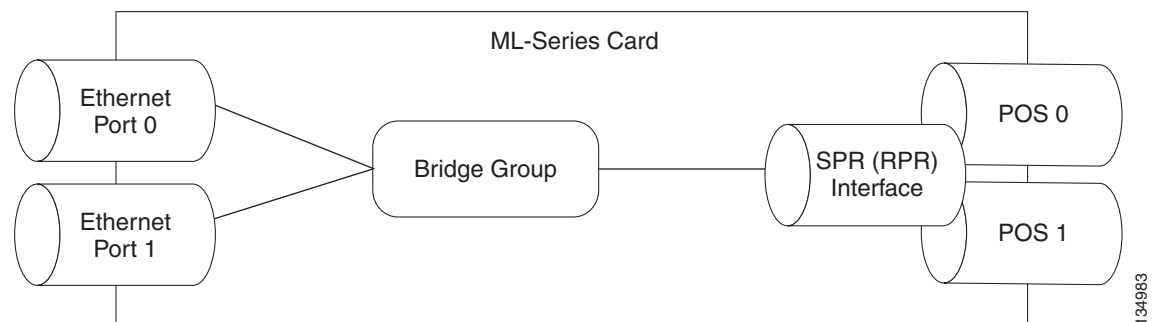 ML-Series Card
Ethernet
Port 0
POS 0
Bridge Group
SPR (RPR)
Interface
Ethernet
Port 1
POS 1
134983